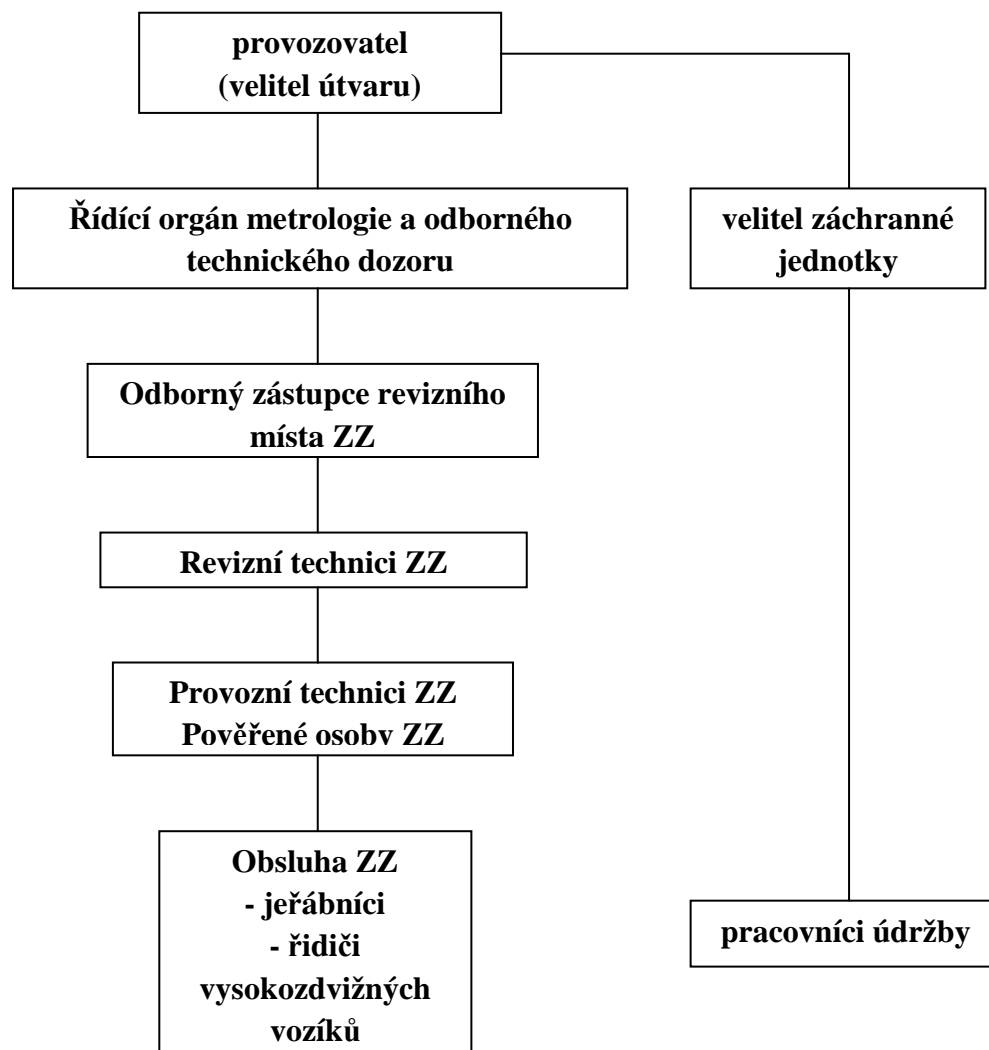 provozovatel
(velitel útvaru)
Řídící orgán metrologie a odborného
technického dozoru
velitel záchranné
jednotky
Odborný zástupce revizního
místa ZZ
Revizní technici ZZ
Provozní technici ZZ
Pověřené osoby ZZ
Obsluha ZZ
- jeřábníci
- řidiči
vysokozdvižných
vozíků
pracovníci údržby